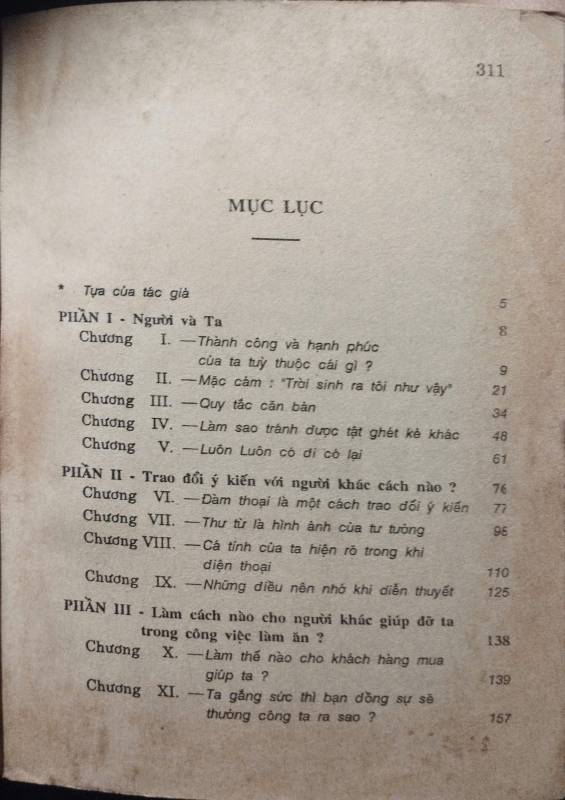 311
MỤC LỤC
* Tựa của tác giả 5
PHẦN I - Người và Ta 8
Chương I. — Thành công và hạnh phúc
của ta tuỳ thuộc cái gì ? 9
Chương II. — Mặc cảm : "Trời sinh ra tôi như vậy" 21
Chương III. — Quy tắc căn bản 34
Chương IV. — Làm sao tránh được tật ghét kẻ khác 48
Chương V. — Luôn Luôn có đi có lại 61
PHẦN II - Trao đổi ý kiến với người khác cách nào ? 76
Chương VI. — Đàm thoại là một cách trao đổi ý kiến 77
Chương VII. — Thư từ là hình ảnh của tư tưởng 95
Chương VIII. — Cá tính của ta hiện rõ trong khi
điện thoại 110
Chương IX. — Những điều nên nhớ khi diễn thuyết 125
PHẦN III - Làm cách nào cho người khác giúp đỡ ta
trong công việc làm ăn ? 138
Chương X. — Làm thế nào cho khách hàng mua
giúp ta ? 139
Chương XI. — Ta gắng sức thì bạn đồng sự sẽ
thưởng công ta ra sao ? 157